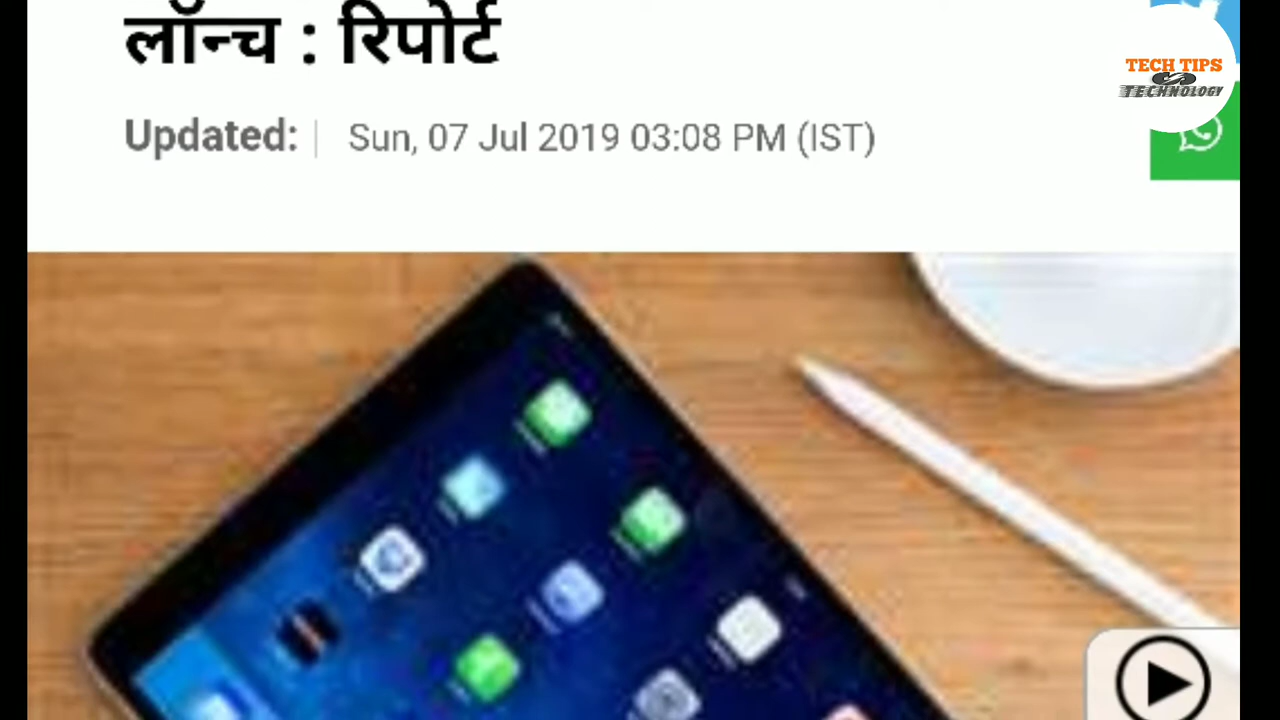 लॉन्च : रिपोर्ट
TECH TIPS
TECHNOLOGY
Updated: | Sun, 07 Jul 2019 03:08 PM (IST)